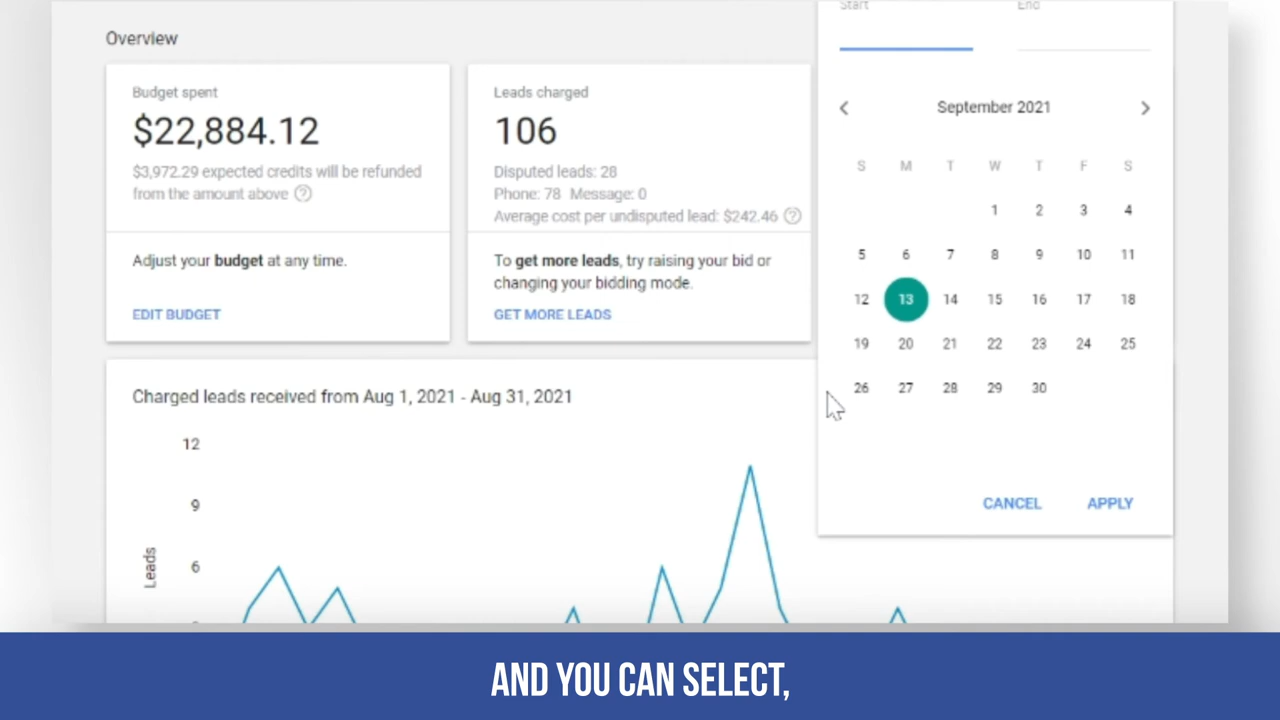 Overview
Budget spent
$22,884.12
$3,972.29 expected credits will be refunded
from the amount above ?
Adjust your budget at any time.
EDIT BUDGET
Leads charged
106
Disputed leads: 28
Phone: 78 Message: 0
Average cost per undisputed lead: $242.46 ?
To get more leads, try raising your bid or
changing your bidding mode.
GET MORE LEADS
Start End
September 2021
S M T W T F S
1 2 3 4
5 6 7 8 9 10 11
12 13 14 15 16 17 18
19 20 21 22 23 24 25
26 27 28 29 30
CANCEL APPLY
Charged leads received from Aug 1, 2021 - Aug 31, 2021
12
9
6
Leads
AND YOU CAN SELECT,